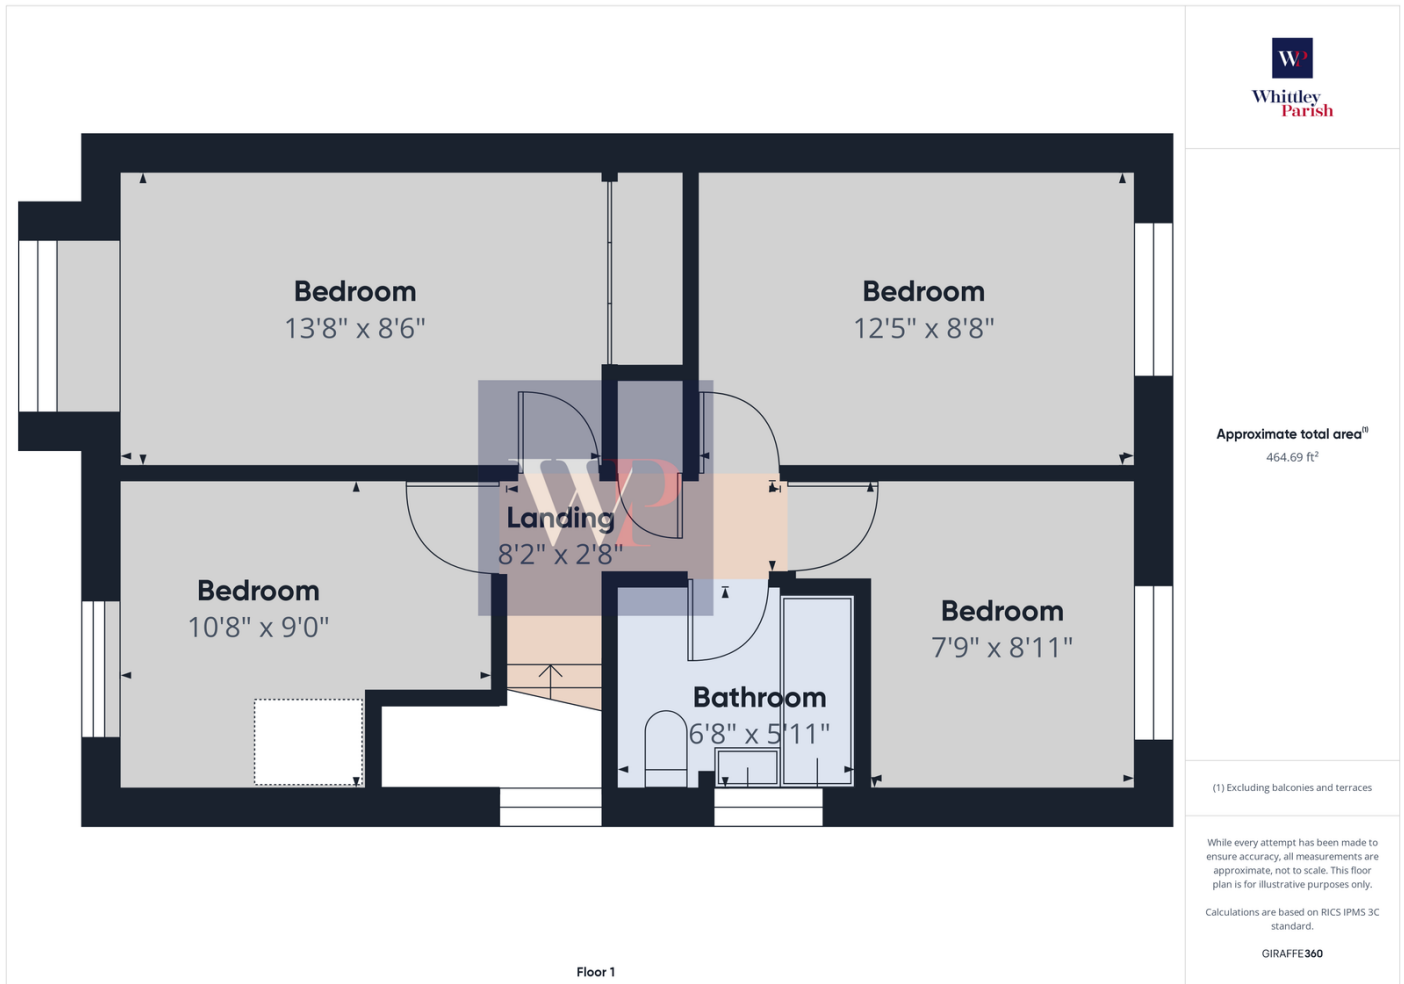 WP
Whittley
Parish
Bedroom
13'8" x 8'6"
Bedroom
12'5" x 8'8"
Approximate total area(1)
464.69 ft²
WP
Landing
8'2" x 2'8"
Bedroom
10'8" x 9'0"
Bedroom
7'9" x 8'11"
Bathroom
6'8" x 5'11"
(1) Excluding balconies and terraces
While every attempt has been made to
ensure accuracy, all measurements are
approximate, not to scale. This floor
plan is for illustrative purposes only.
Calculations are based on RICS IPMS 3C
standard.
GIRAFFE360
Floor 1